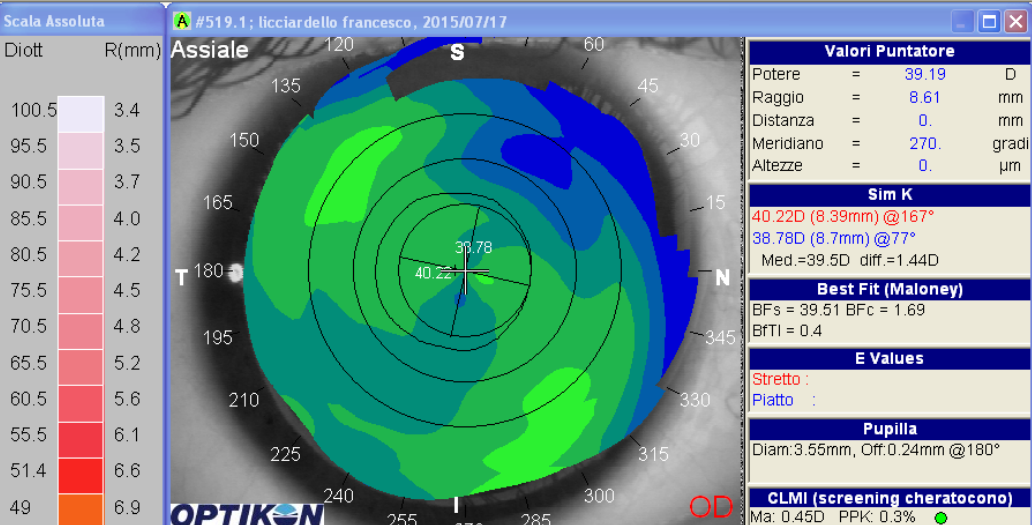 Scala Assoluta
Diott R(mm)
100.5 3.4
95.5 3.5
90.5 3.7
85.5 4.0
80.5 4.2
75.5 4.5
70.5 4.8
65.5 5.2
60.5 5.6
55.5 6.1
51.4 6.6
49 6.9
A #519.1; licciardello francesco, 2015/07/17
Assiale
S
120
60
135
45
150
30
165
15
T 180
N
195
345
210
330
225
315
240
300
255
285
I
38.78
40.22
OPTIKON
OD
Valori Puntatore
Potere = 39.19 D
Raggio = 8.61 mm
Distanza = 0. mm
Meridiano = 270. gradi
Altezze = 0. µm
Sim K
40.22D (8.39mm) @167°
38.78D (8.7mm) @77°
Med.=39.5D diff.=1.44D
Best Fit (Maloney)
BFs = 39.51 BFc = 1.69
BfTI = 0.4
E Values
Stretto :
Piatto :
Pupilla
Diam:3.55mm, Off:0.24mm @180°
CLMI (screening cheratocono)
Ma: 0.45D PPK: 0.3%